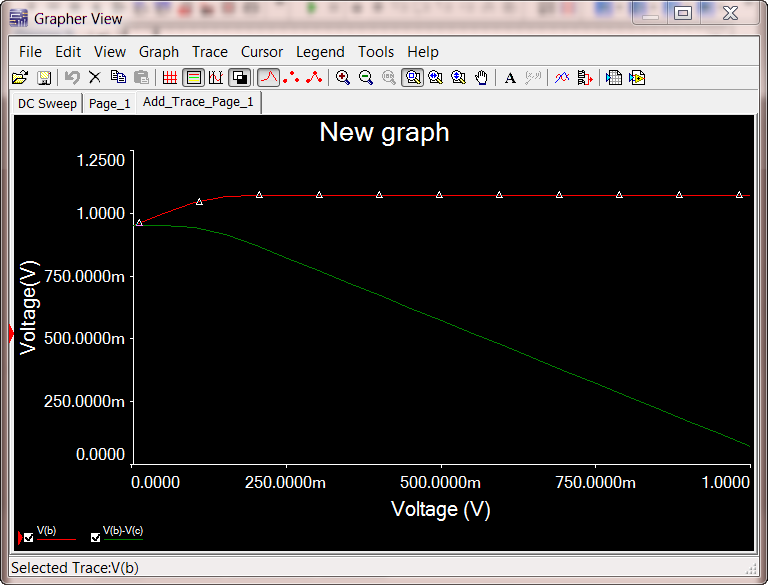 Grapher View
File Edit View Graph Trace Cursor Legend Tools Help
A
DC Sweep Page_1 Add_Trace_Page_1
New graph
1.2500
1.0000
750.0000m
500.0000m
250.0000m
0.0000
Voltage(V)
0.0000 250.0000m 500.0000m 750.0000m 1.0000
Voltage (V)
V(b) V(b)-V(c)
Selected Trace:V(b)